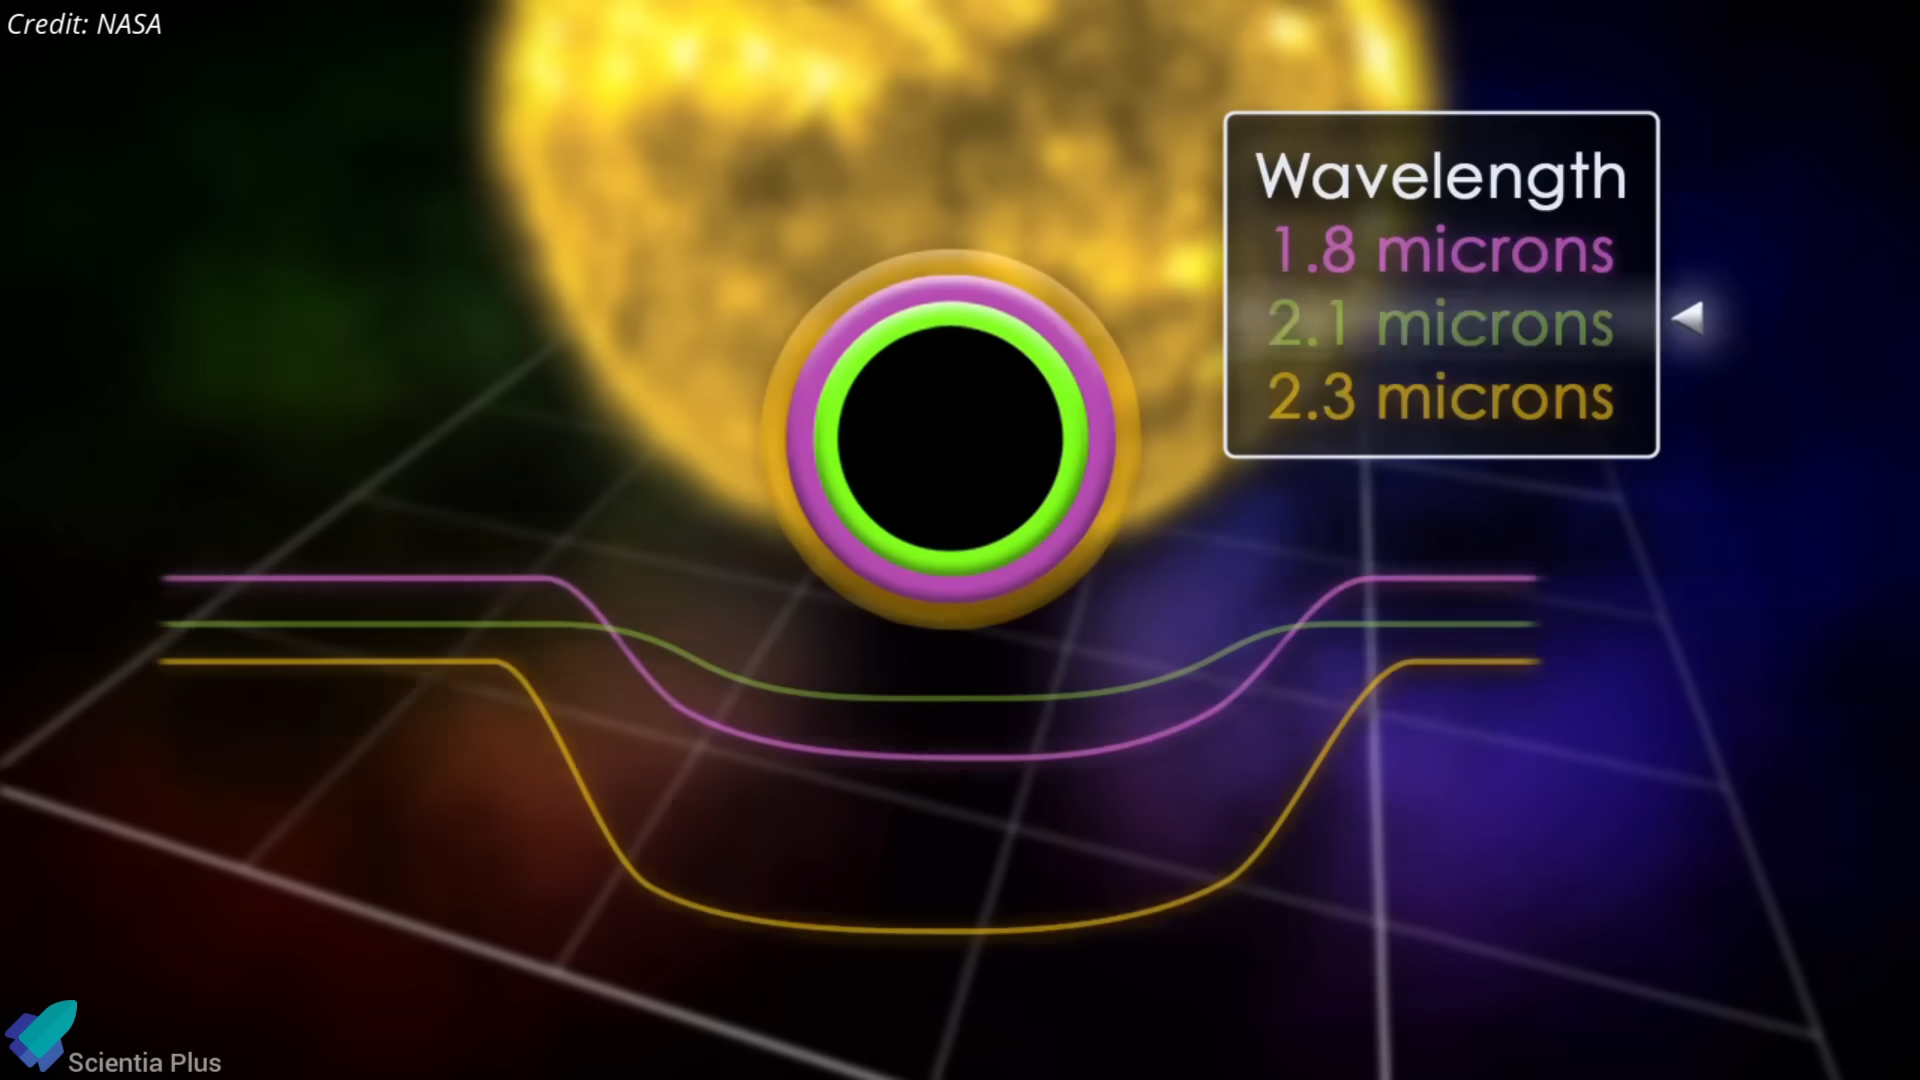 Credit: NASA
Wavelength
1.8 microns
2.1 microns
2.3 microns
Scientia Plus